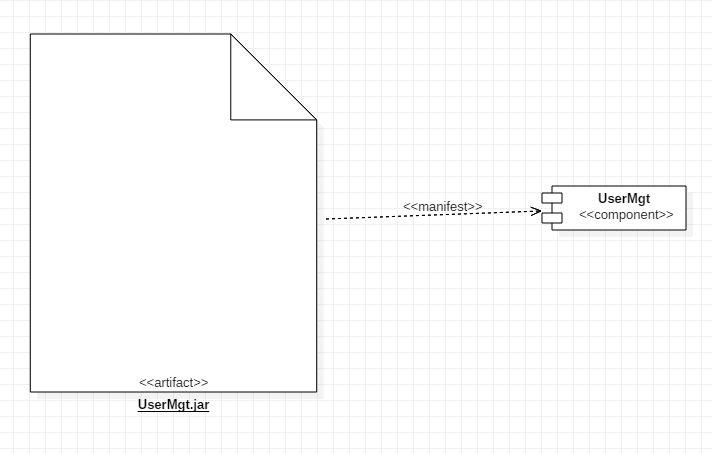 <<manifest>>
UserMgt
<<component>>
<<artifact>>
UserMgt.jar